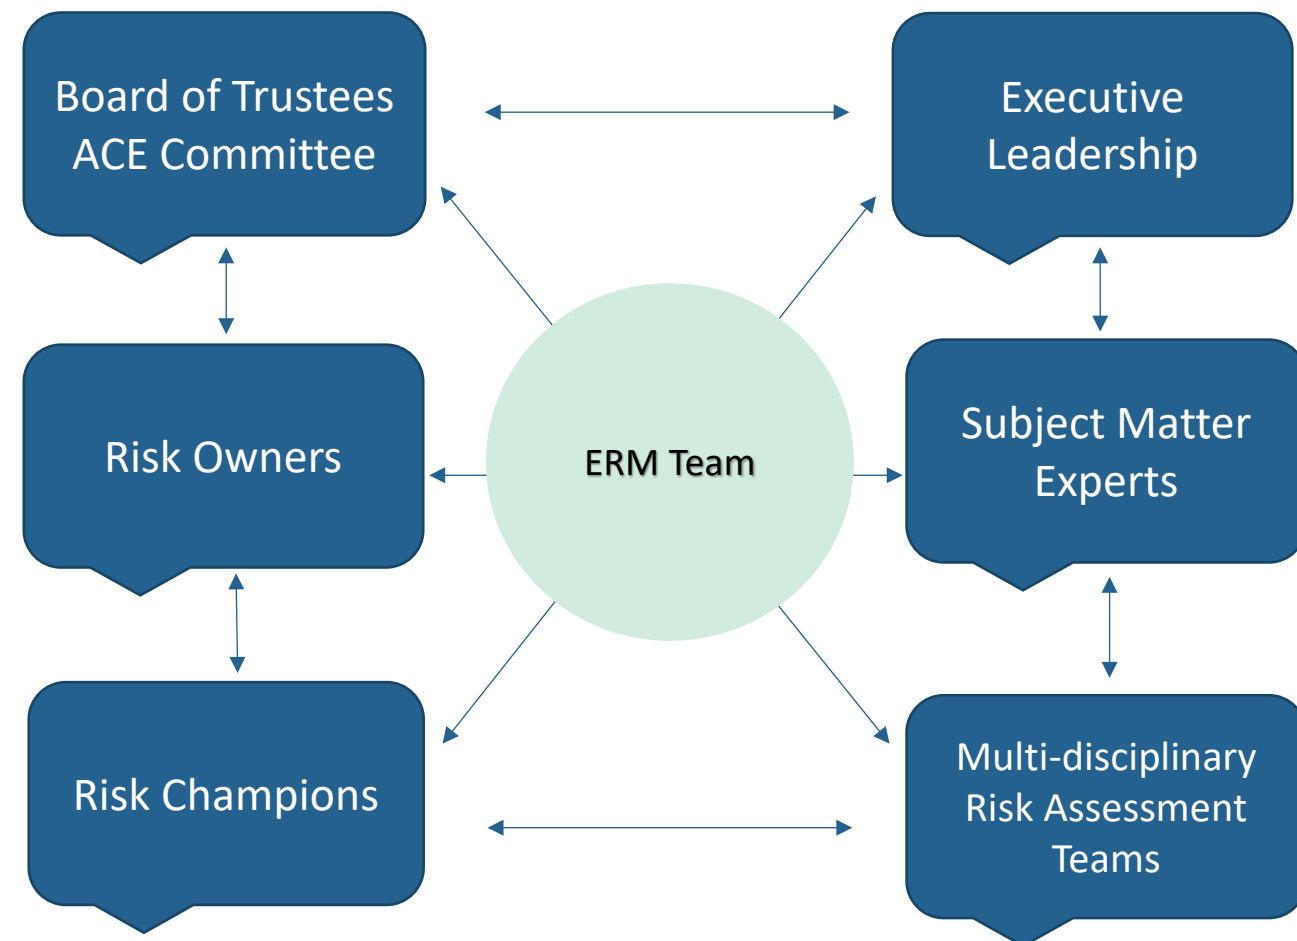 Board of Trustees
ACE Committee
Executive
Leadership
Risk Owners
ERM Team
Subject Matter
Experts
Risk Champions
Multi-disciplinary
Risk Assessment
Teams